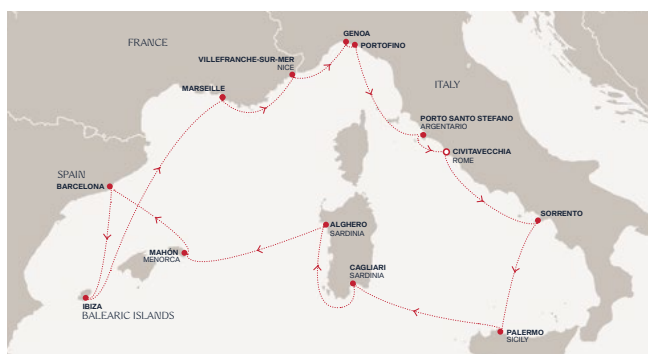 GENOA
PORTOFINO
FRANCE
VILLEFRANCHE-SUR-MER
NICE
MARSEILLE
ITALY
PORTO SANTO STEFANO
ARGENTARIO
CIVITAVECCHIA
ROME
SPAIN
BARCELONA
SORRENTO
ALGHERO
SARDINIA
MAHÓN
MENORCA
CAGLIARI
SARDINIA
IBIZA
BALEARIC ISLANDS
PALERMO
SICILY